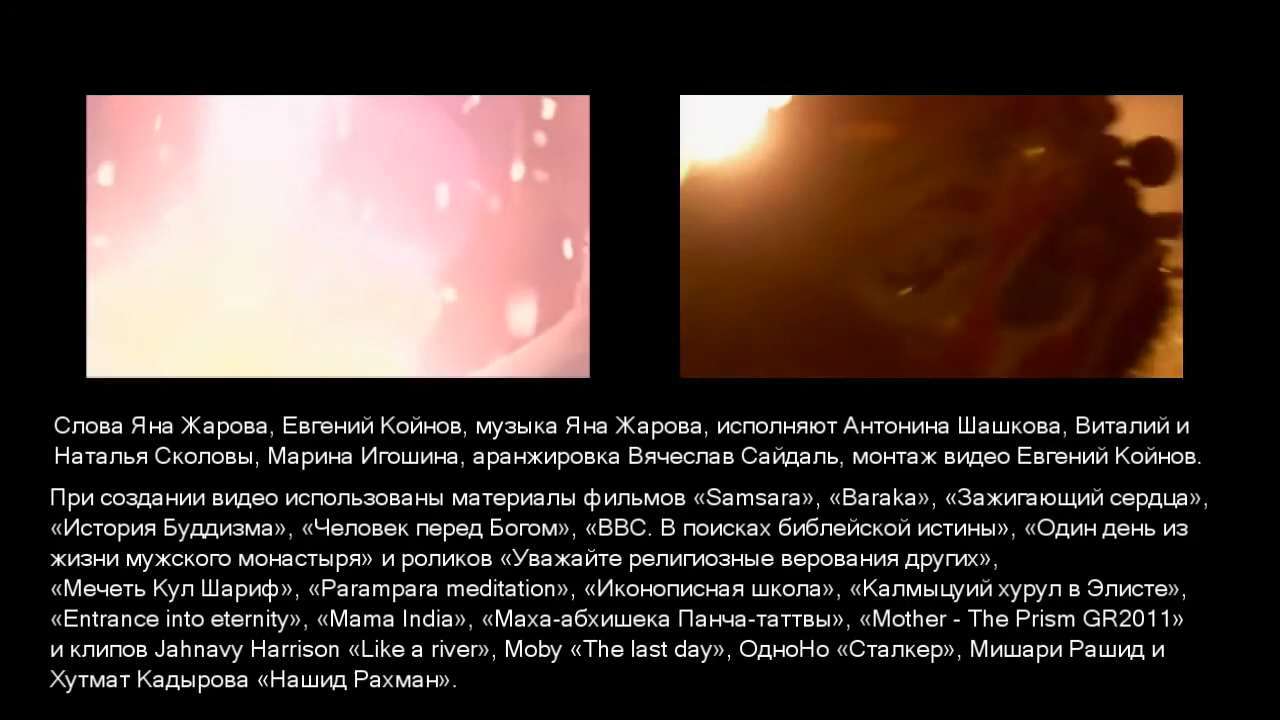 Слова Яна Жарова, Евгений Койнов, музыка Яна Жарова, исполняют Антонина Шашкова, Виталий и
Наталья Сколовы, Марина Игошина, аранжировка Вячеслав Сайдаль, монтаж видео Евгений Койнов.
При создании видео использованы материалы фильмов «Samsara», «Baraka», «Зажигающий сердца»,
«История Буддизма», «Человек перед Богом», «BBC. В поисках библейской истины», «Один день из
жизни мужского монастыря» и роликов «Уважайте религиозные верования других»,
«Мечеть Кул Шариф», «Parampara meditation», «Иконописная школа», «Калмыцуий хурул в Элисте»,
«Entrance into eternity», «Mama India», «Маха-абхишека Панча-таттвы», «Mother - The Prism GR2011»
и клипов Jahnavy Harrison «Like a river», Moby «The last day», ОдноНо «Сталкер», Мишари Рашид и
Хутмат Кадырова «Нашид Рахман».